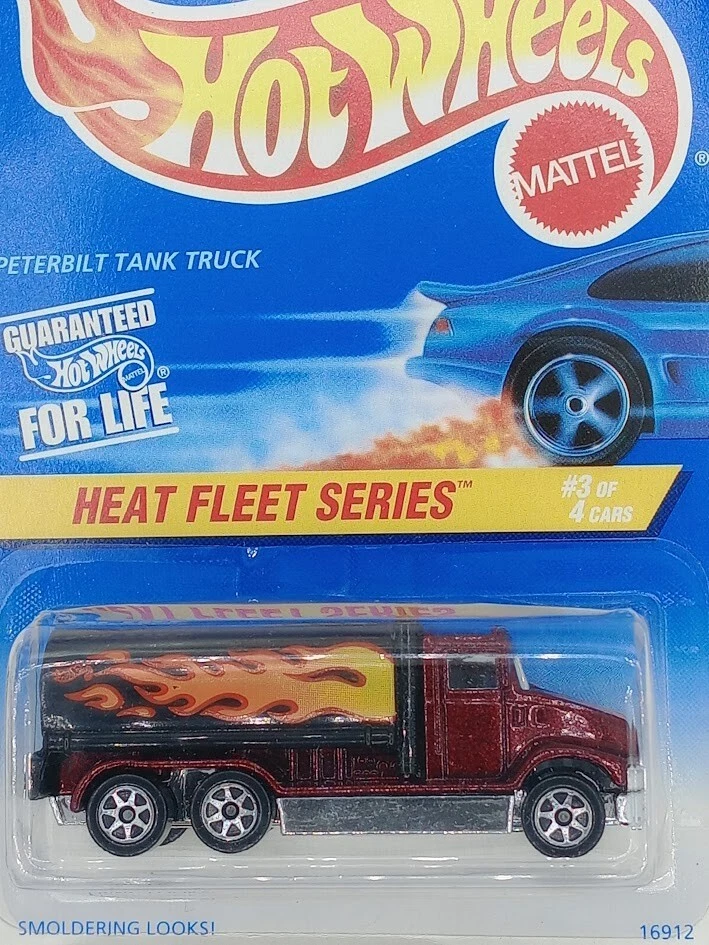 Hot Wheels
MATTEL
®
PETERBILT TANK TRUCK
GUARANTEED
Hot Wheels
MATTEL
®
FOR LIFE
HEAT FLEET SERIES™
#3 OF
4 CARS
SMOLDERING LOOKS!
16912